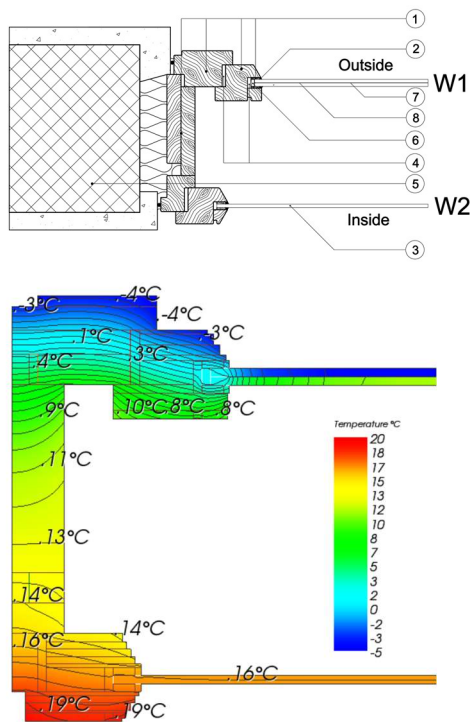 1
2
Outside
W1
7
8
6
4
5
W2
Inside
3
-3°C
-4°C
-4°C
-3°C
.1°C
.3°C
.4°C
.9°C
.10°C
.8°C
.8°C
.11°C
.13°C
.14°C
.14°C
.16°C
.16°C
.19°C
.19°C
Temperature °C
20
17
15
13
12
10
8
7
5
3
2
0
-2
-3
-5